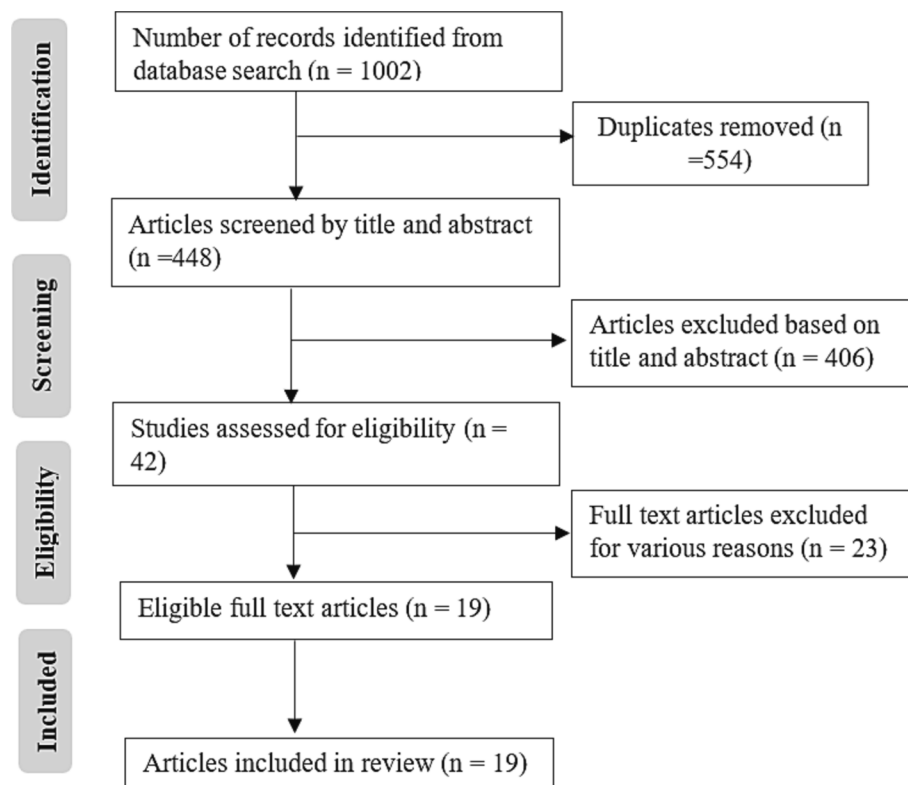 Identification
Number of records identified from
database search (n = 1002)
Duplicates removed (n
=554)
Articles screened by title and abstract
(n =448)
Screening
Articles excluded based on
title and abstract (n = 406)
Studies assessed for eligibility (n =
42)
Eligibility
Full text articles excluded
for various reasons (n = 23)
Eligible full text articles (n = 19)
Included
Articles included in review (n = 19)